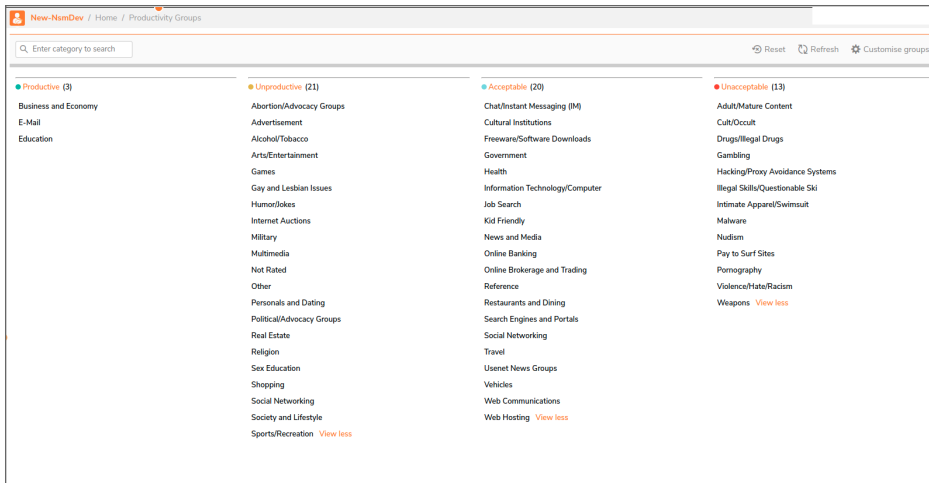 New-NsmDev / Home / Productivity Groups
Enter category to search
Reset Refresh Customise groups
Productive (3)
Business and Economy
E-Mail
Education
Unproductive (21)
Abortion/Advocacy Groups
Advertisement
Alcohol/Tobacco
Arts/Entertainment
Games
Gay and Lesbian Issues
Humor/Jokes
Internet Auctions
Military
Multimedia
Not Rated
Other
Personals and Dating
Political/Advocacy Groups
Real Estate
Religion
Sex Education
Shopping
Social Networking
Society and Lifestyle
Sports/Recreation View less
Acceptable (20)
Chat/Instant Messaging (IM)
Cultural Institutions
Freeware/Software Downloads
Government
Health
Information Technology/Computer
Job Search
Kid Friendly
News and Media
Online Banking
Online Brokerage and Trading
Reference
Restaurants and Dining
Search Engines and Portals
Social Networking
Travel
Usenet News Groups
Vehicles
Web Communications
Web Hosting View less
Unacceptable (13)
Adult/Mature Content
Cult/Occult
Drugs/Illegal Drugs
Gambling
Hacking/Proxy Avoidance Systems
Illegal Skills/Questionable Ski
Intimate Apparel/Swimsuit
Malware
Nudism
Pay to Surf Sites
Pornography
Violence/Hate/Racism
Weapons View less